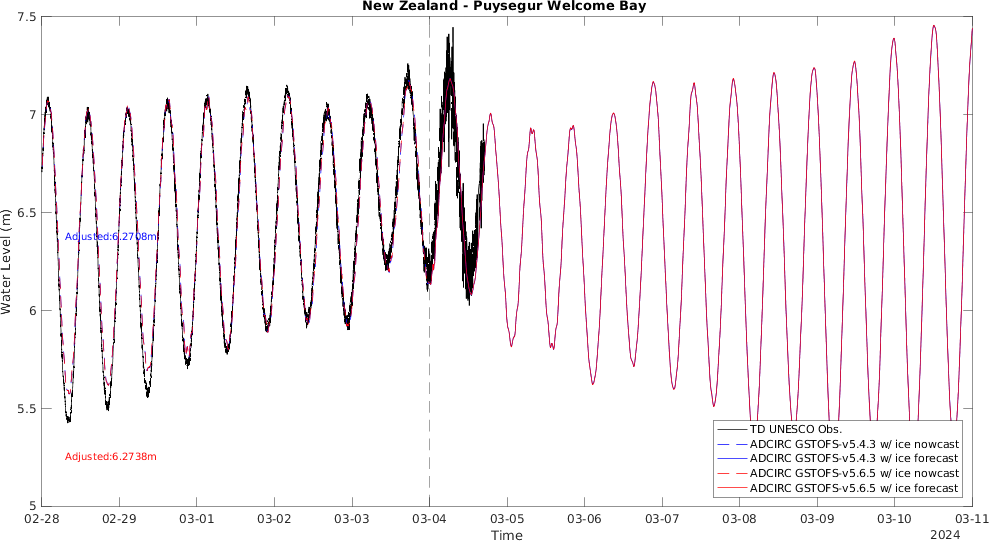 New Zealand - Puysegur Welcome Bay
7.5
7
6.5
6
5.5
5
Water Level (m)
Adjusted:6.2708m
Adjusted:6.2738m
TD UNESCO Obs.
ADCIRC GSTOFS-v5.4.3 w/ ice nowcast
ADCIRC GSTOFS-v5.4.3 w/ ice forecast
ADCIRC GSTOFS-v5.6.5 w/ ice nowcast
ADCIRC GSTOFS-v5.6.5 w/ ice forecast
02-28 02-29 03-01 03-02 03-03 03-04 03-05 03-06 03-07 03-08 03-09 03-10 03-11
Time
2024